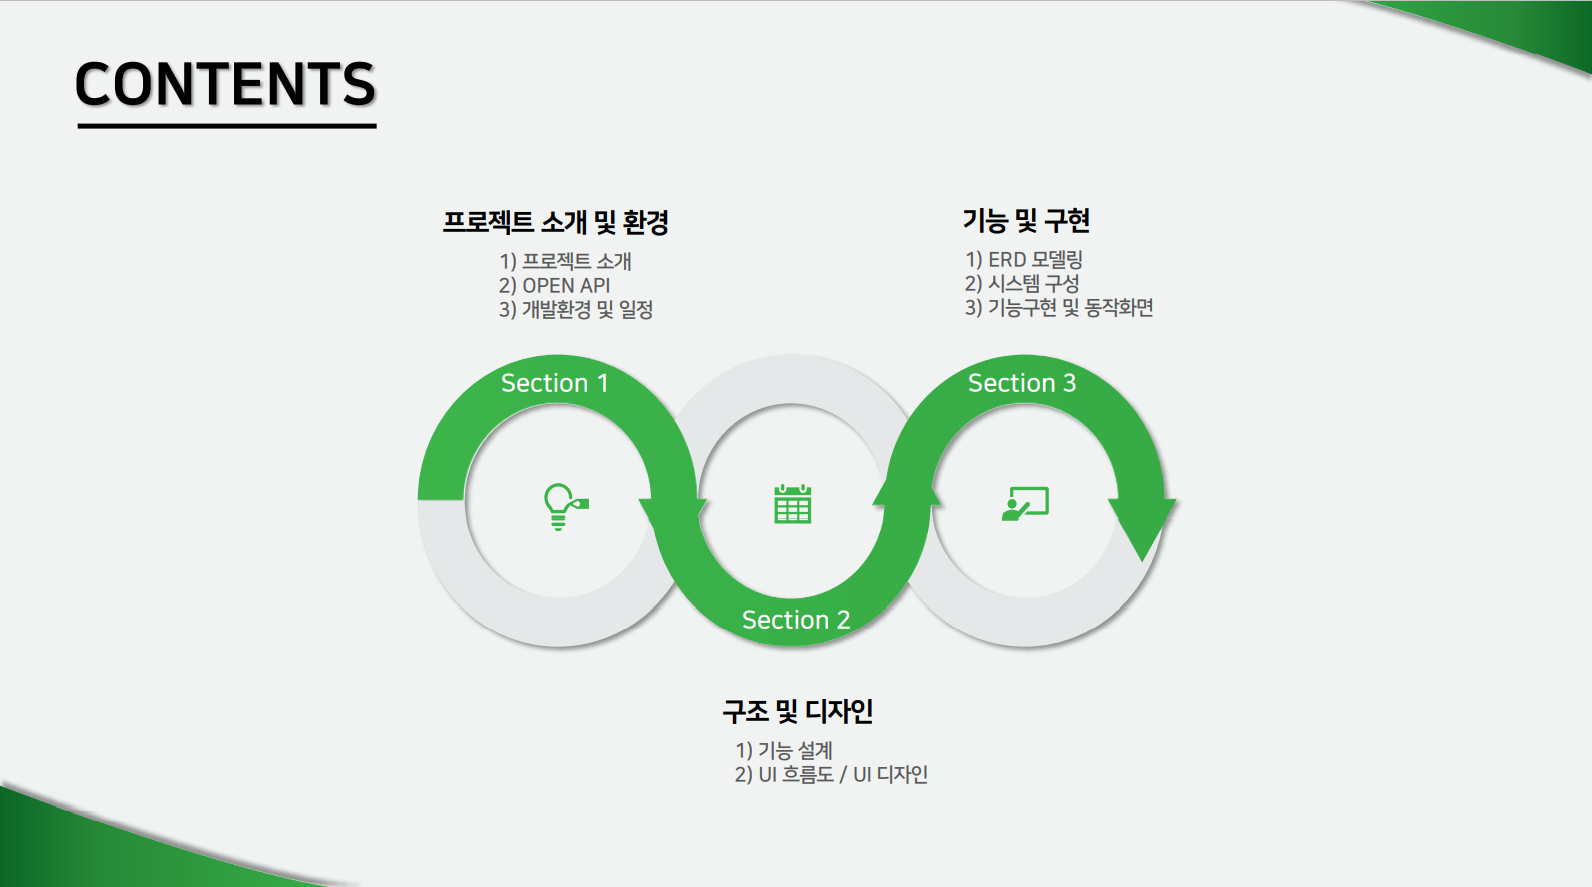 CONTENTS
프로젝트 소개 및 환경
1) 프로젝트 소개
2) OPEN API
3) 개발환경 및 일정
기능 및 구현
1) ERD 모델링
2) 시스템 구성
3) 기능구현 및 동작화면
Section 1
Section 3
Section 2
구조 및 디자인
1) 기능 설계
2) UI 흐름도 / UI 디자인